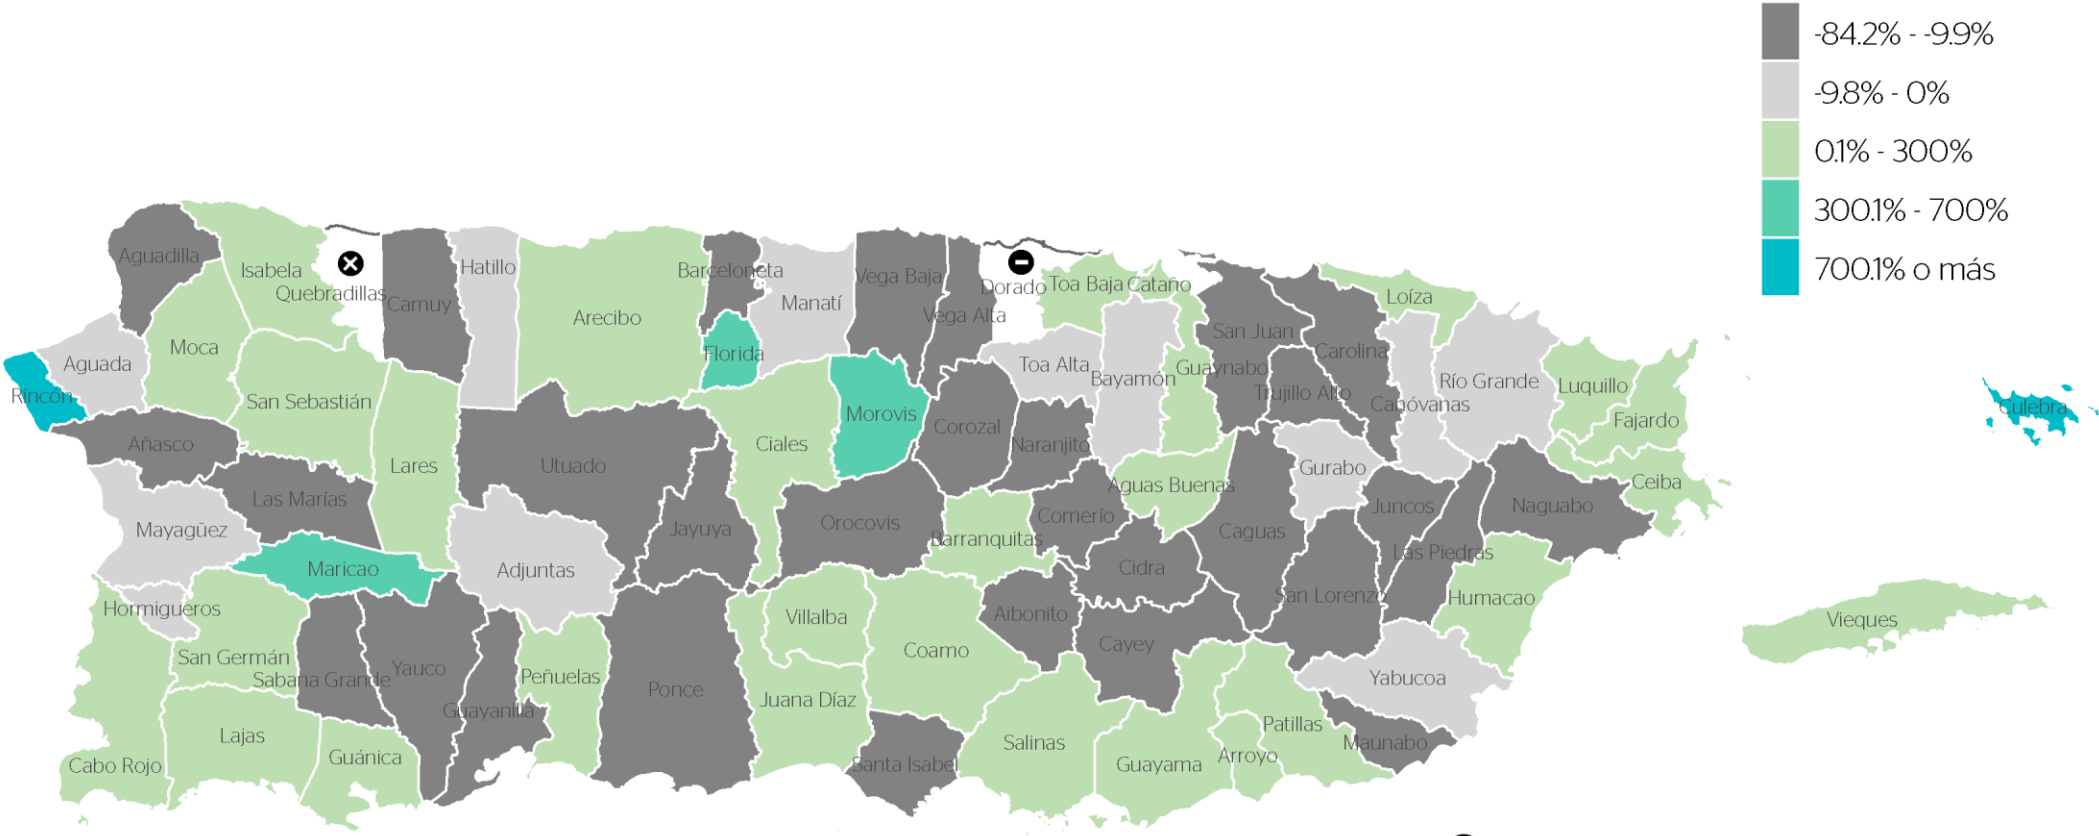 -84.2% - -9.9%
-9.8% - 0%
0.1% - 300%
300.1% - 700%
700.1% o más
Aguadilla
Isabela
Quebradillas
Camuy
Hatillo
Arecibo
Barceloneta
Manatí
Vega Baja
Vega Alta
Dorado
Toa Baja
Cataño
San Juan
Loíza
Carolina
Aguada
Moca
Rincón
San Sebastián
Florida
Morovis
Corozal
Toa Alta
Bayamón
Guaynabo
Trujillo Alto
Canóvanas
Río Grande
Luquillo
Fajardo
Culebra
Añasco
Lares
Utuado
Ciales
Naranjito
Gurabo
Ceiba
Las Marías
Mayagüez
Jayuya
Orocovis
Barranquitas
Comerío
Aguas Buenas
Caguas
Juncos
Las Piedras
Naguabo
Maricao
Adjuntas
Cidra
San Lorenzo
Humacao
Hormigueros
Villalba
Aibonito
Vieques
San Germán
Sabana Grande
Yauco
Guayanilla
Peñuelas
Ponce
Juana Díaz
Coamo
Cayey
Yabucoa
Cabo Rojo
Lajas
Guánica
Santa Isabel
Salinas
Guayama
Arroyo
Patillas
Maunabo